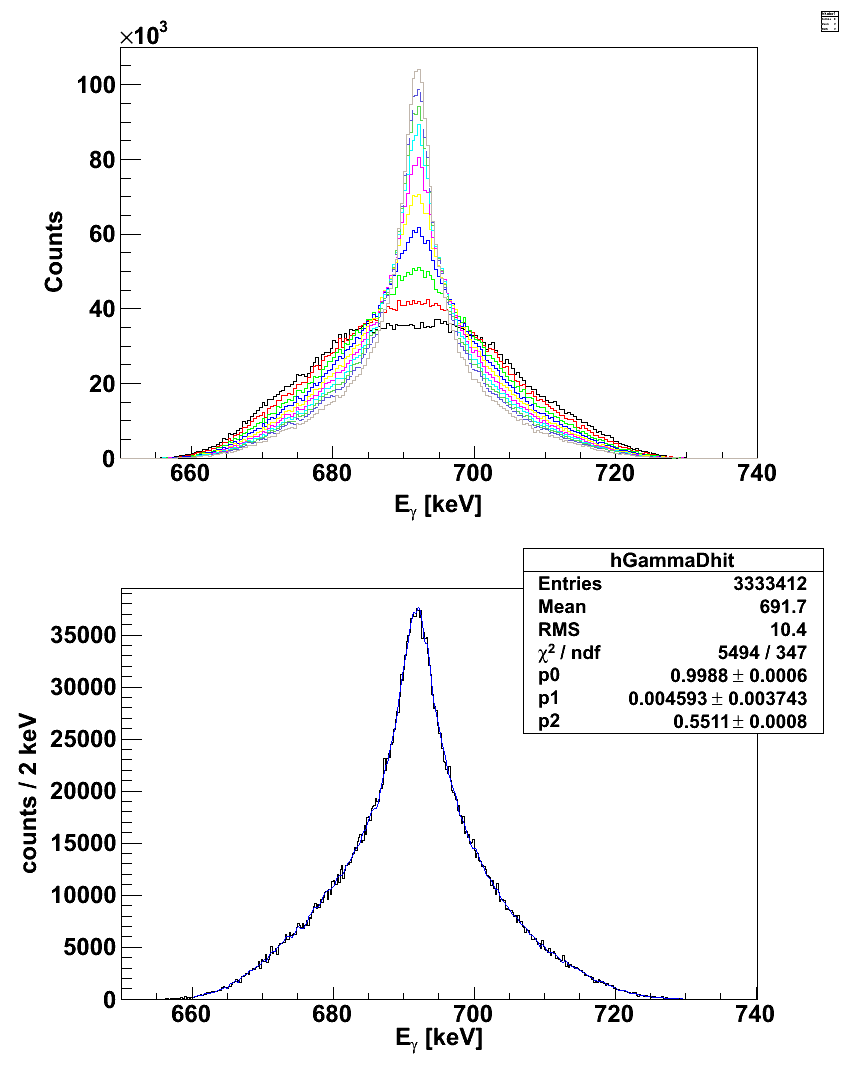 ×10³
100
80
60
40
20
0
Counts
660 680 700 720 740
Eγ [keV]
hGammaDhit
Entries 3333412
Mean 691.7
RMS 10.4
χ² / ndf 5494 / 347
p0 0.9988 ± 0.0006
p1 0.004593 ± 0.003743
p2 0.5511 ± 0.0008
35000
30000
25000
20000
15000
10000
5000
0
counts / 2 keV
660 680 700 720 740
Eγ [keV]